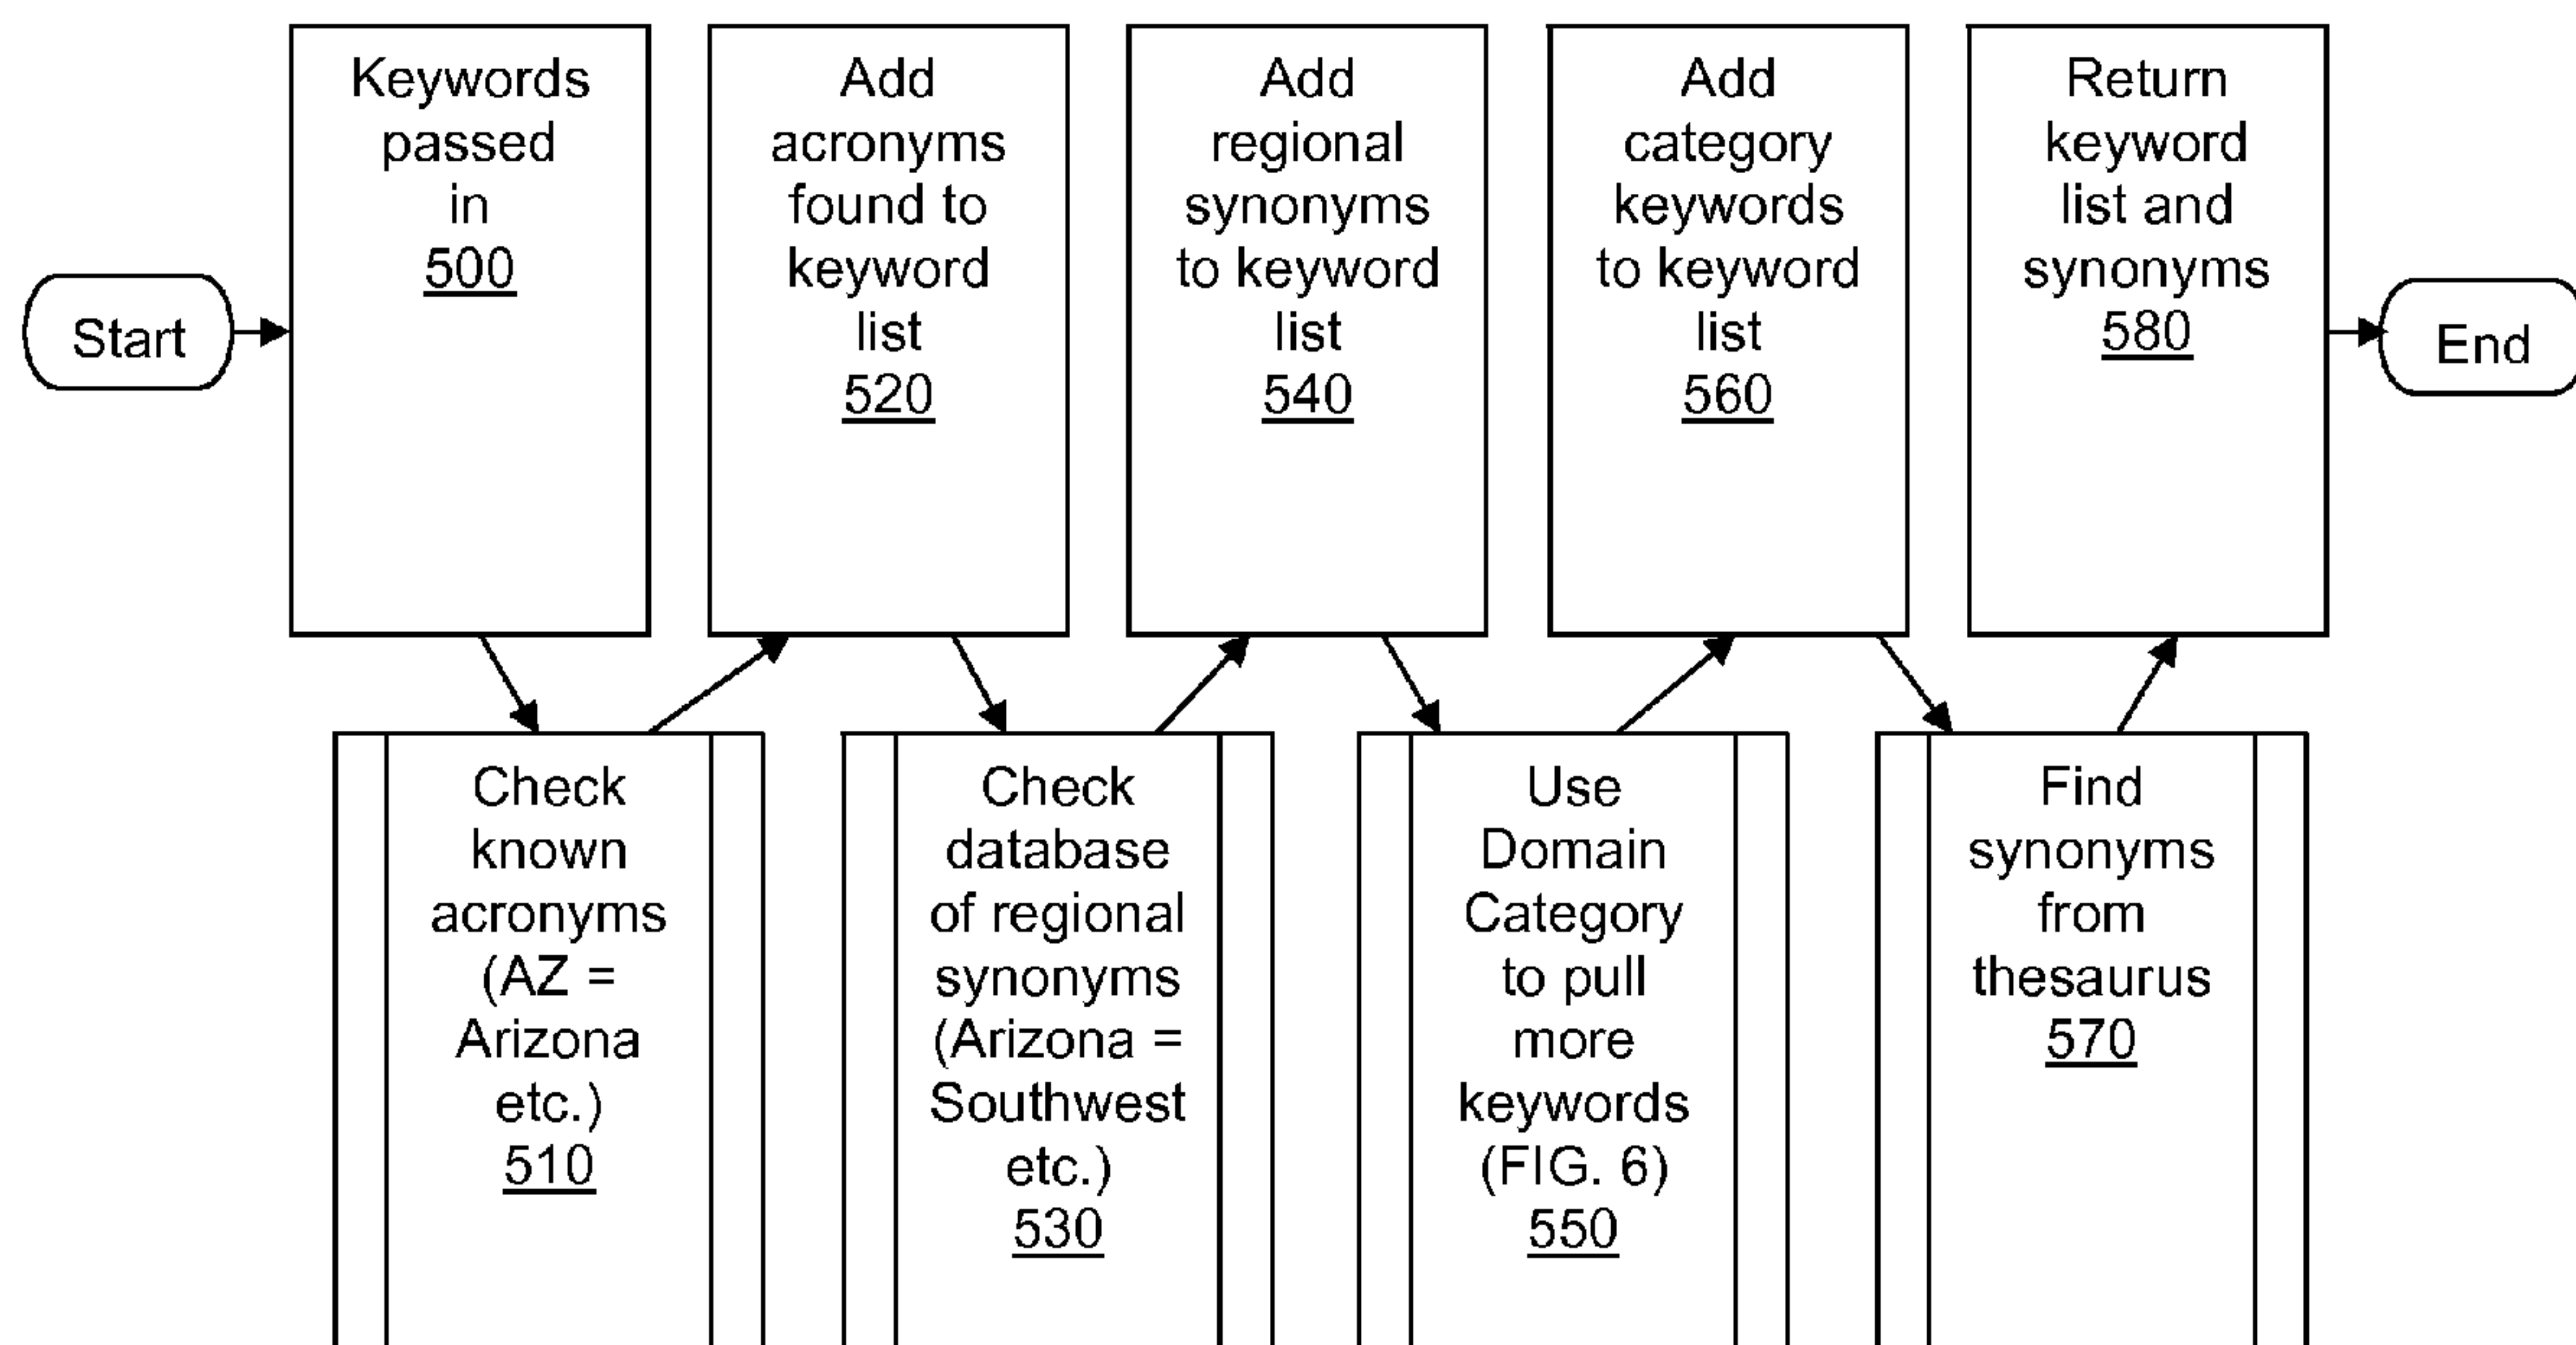 Start
Keywords
passed
in
500
Add
acronyms
found to
keyword
list
520
Add
regional
synonyms
to keyword
list
540
Add
category
keywords
to keyword
list
560
Return
keyword
list and
synonyms
580
End
Check
known
acronyms
(AZ =
Arizona
etc.)
510
Check
database
of regional
synonyms
(Arizona =
Southwest
etc.)
530
Use
Domain
Category
to pull
more
keywords
(FIG. 6)
550
Find
synonyms
from
thesaurus
570